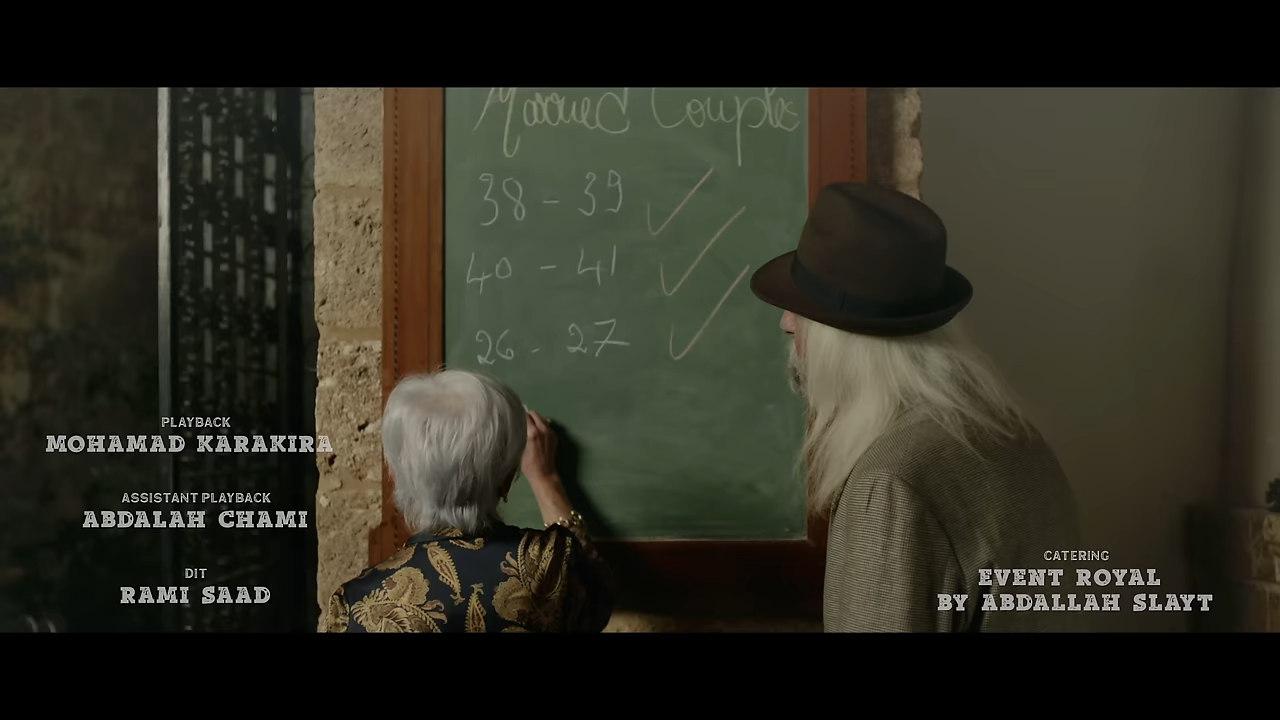 Married Couples
38 - 39
40 - 41
26 - 27
PLAYBACK
MOHAMAD KARAKIRA
ASSISTANT PLAYBACK
ABDALAH CHAMI
DIT
RAMI SAAD
CATERING
EVENT ROYAL
BY ABDALLAH SLAYT